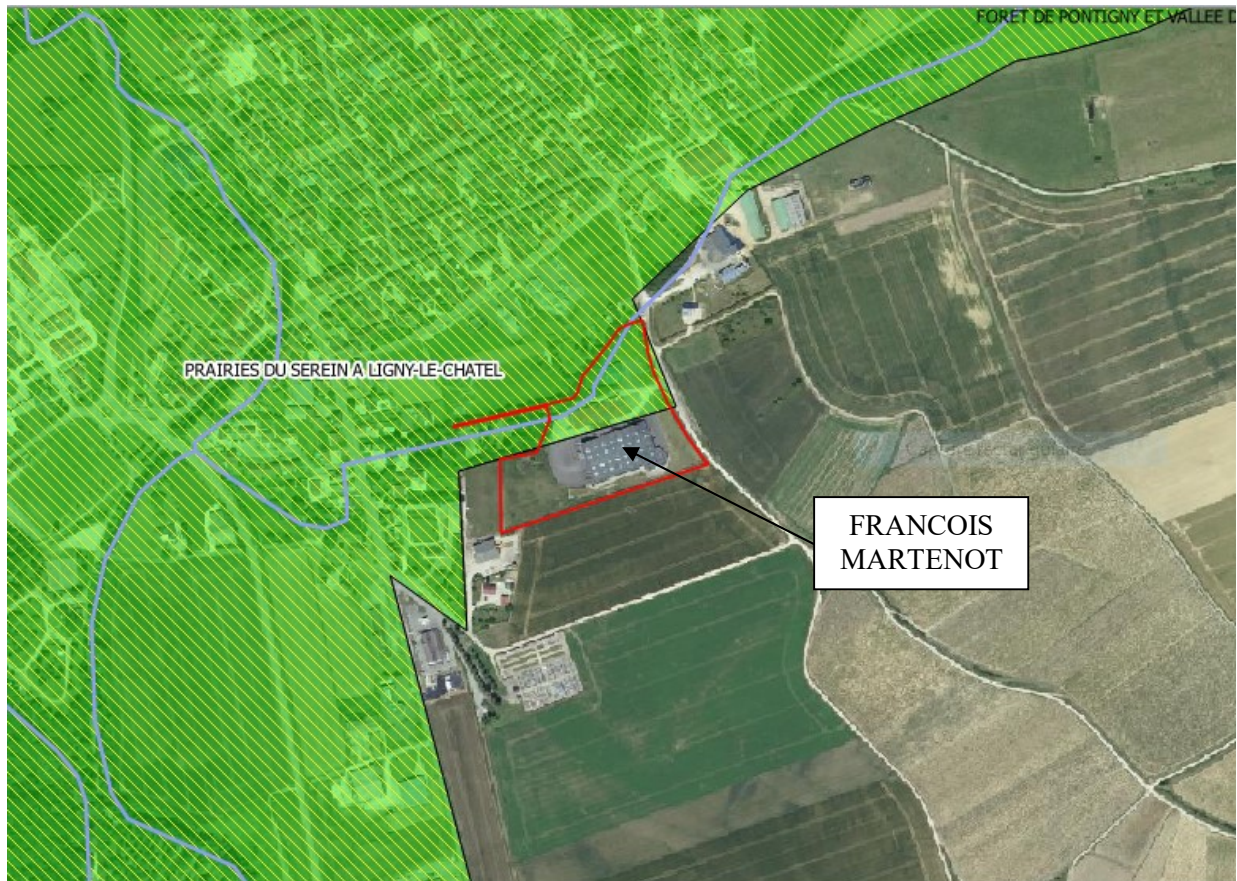 FORET DE PONTIGNY ET VALLEE D
PRAIRIES DU SEREIN A LIGNY-LE-CHATEL
FRANCOIS
MARTENOT